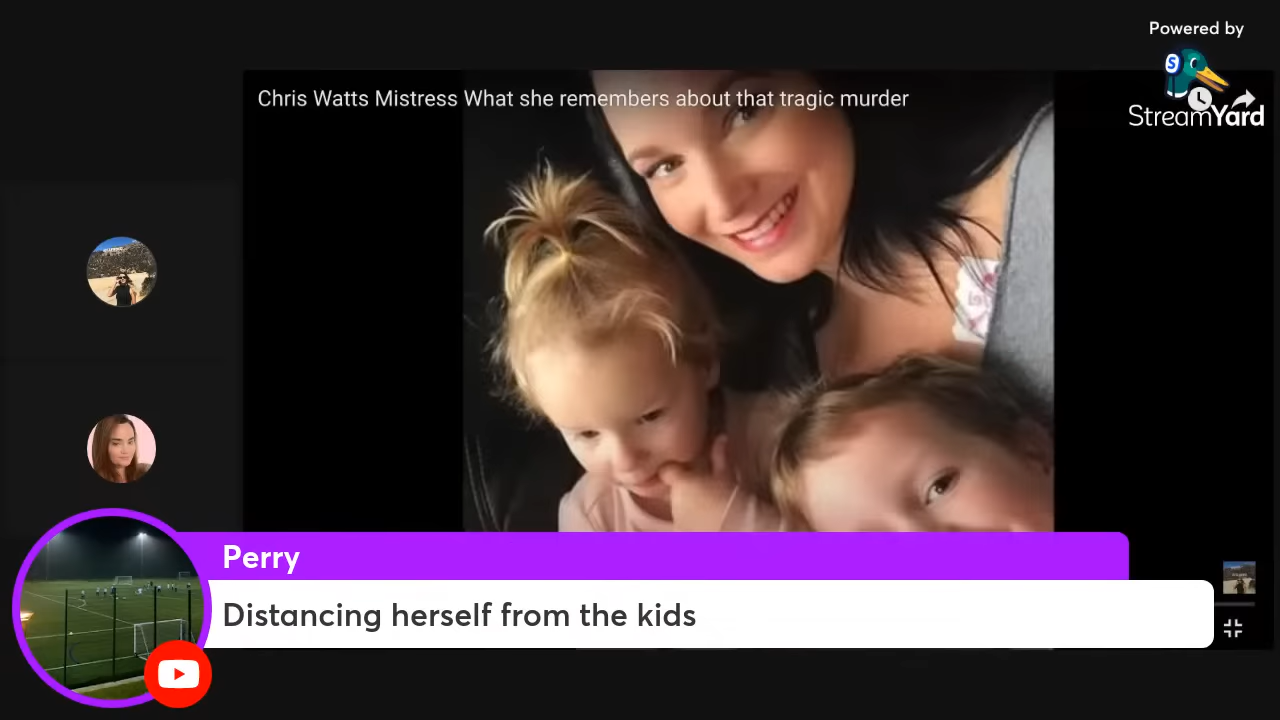 Powered by
Chris Watts Mistress What she remembers about that tragic murder
StreamYard
Perry
Distancing herself from the kids